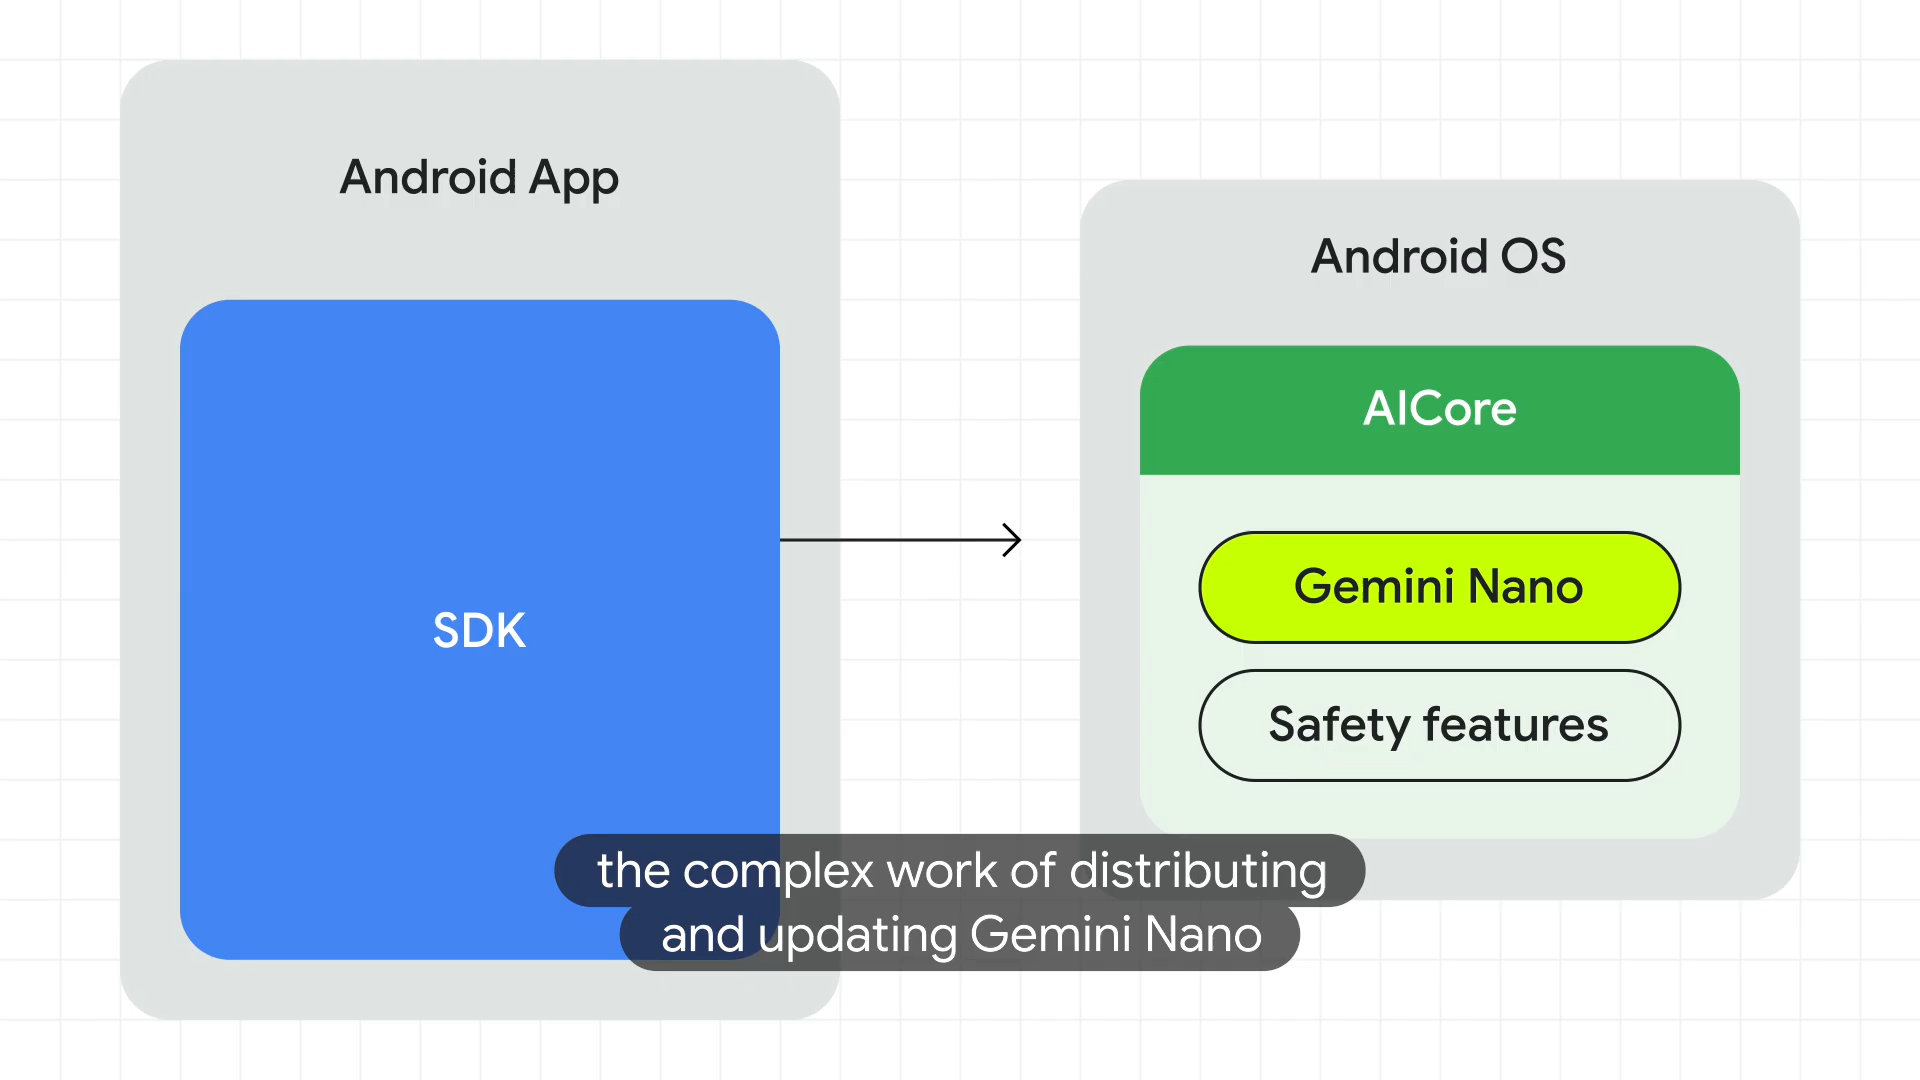 Android App
SDK
Android OS
AICore
Gemini Nano
Safety features
the complex work of distributing
and updating Gemini Nano